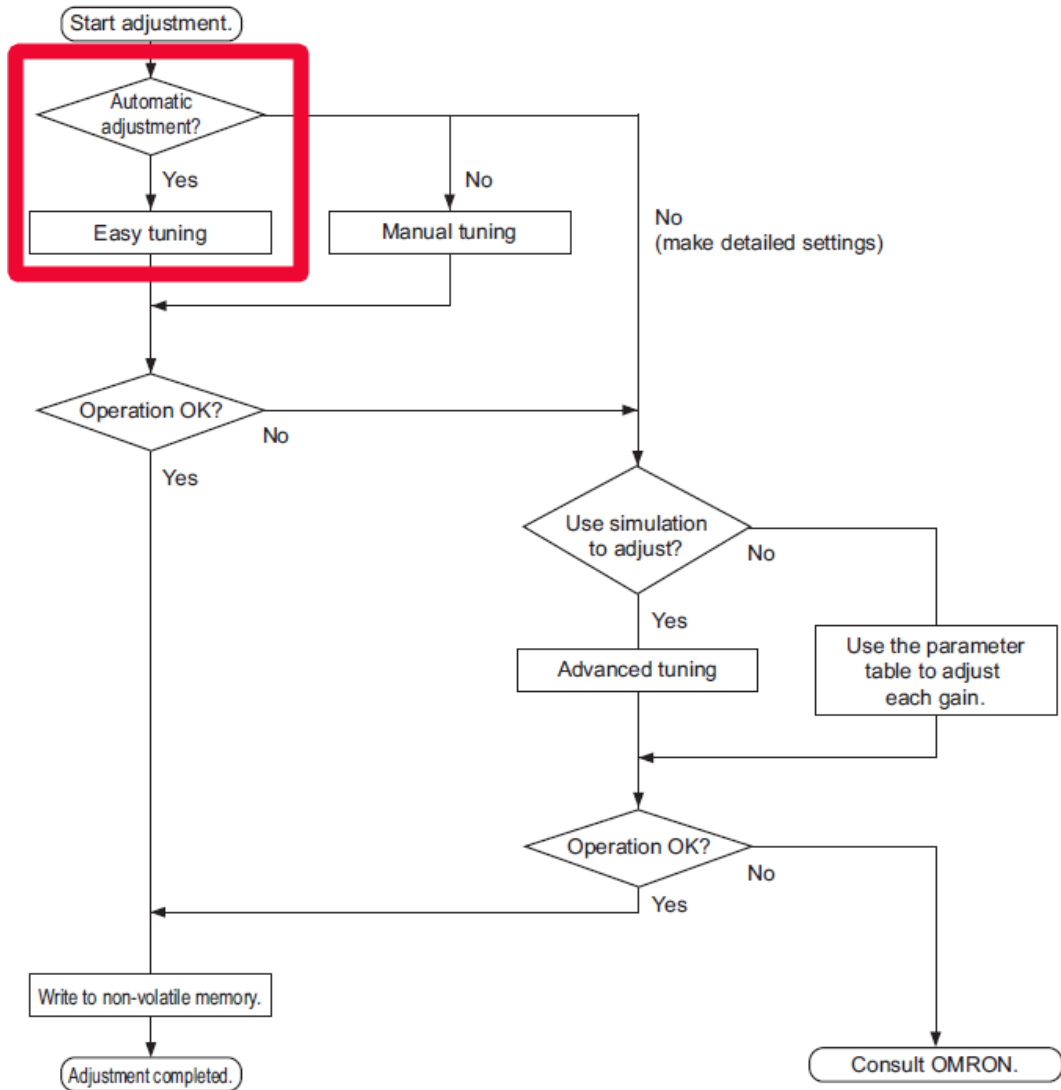 Start adjustment.
Automatic
adjustment?
Yes
No
No
(make detailed settings)
Easy tuning
Manual tuning
Operation OK?
No
Yes
Use simulation
to adjust?
No
Yes
Advanced tuning
Use the parameter
table to adjust
each gain.
Operation OK?
No
Yes
Write to non-volatile memory.
Adjustment completed.
Consult OMRON.